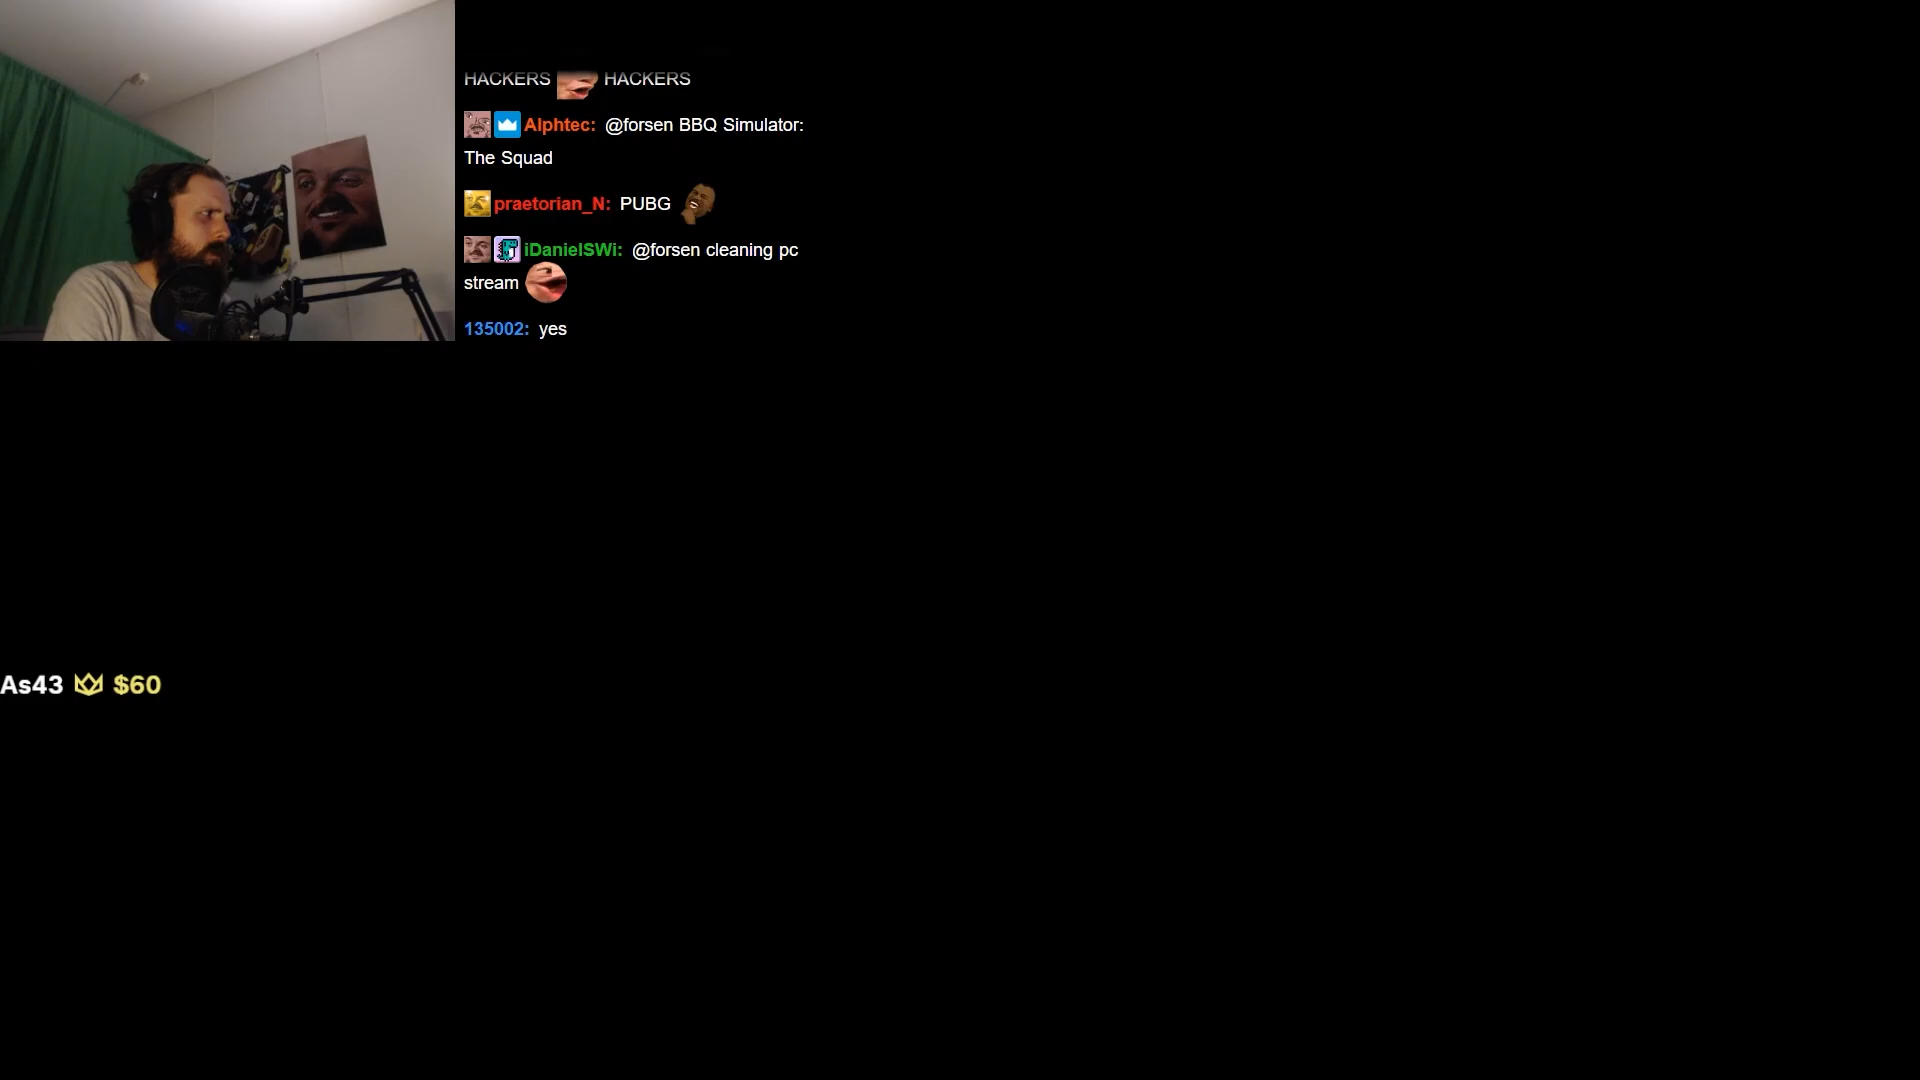 HACKERS HACKERS
Alphtec: @forsen BBQ Simulator:
The Squad
praetorian_N: PUBG
iDanielSWi: @forsen cleaning pc
stream
135002: yes
As43 $60